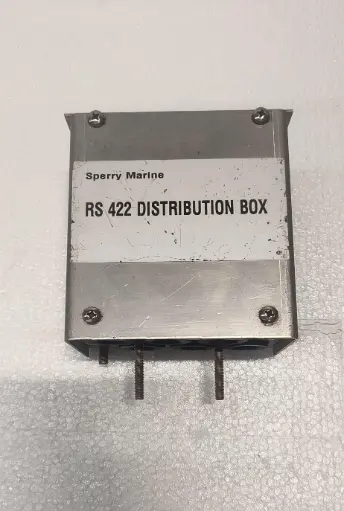 Sperry Marine
RS 422 DISTRIBUTION BOX